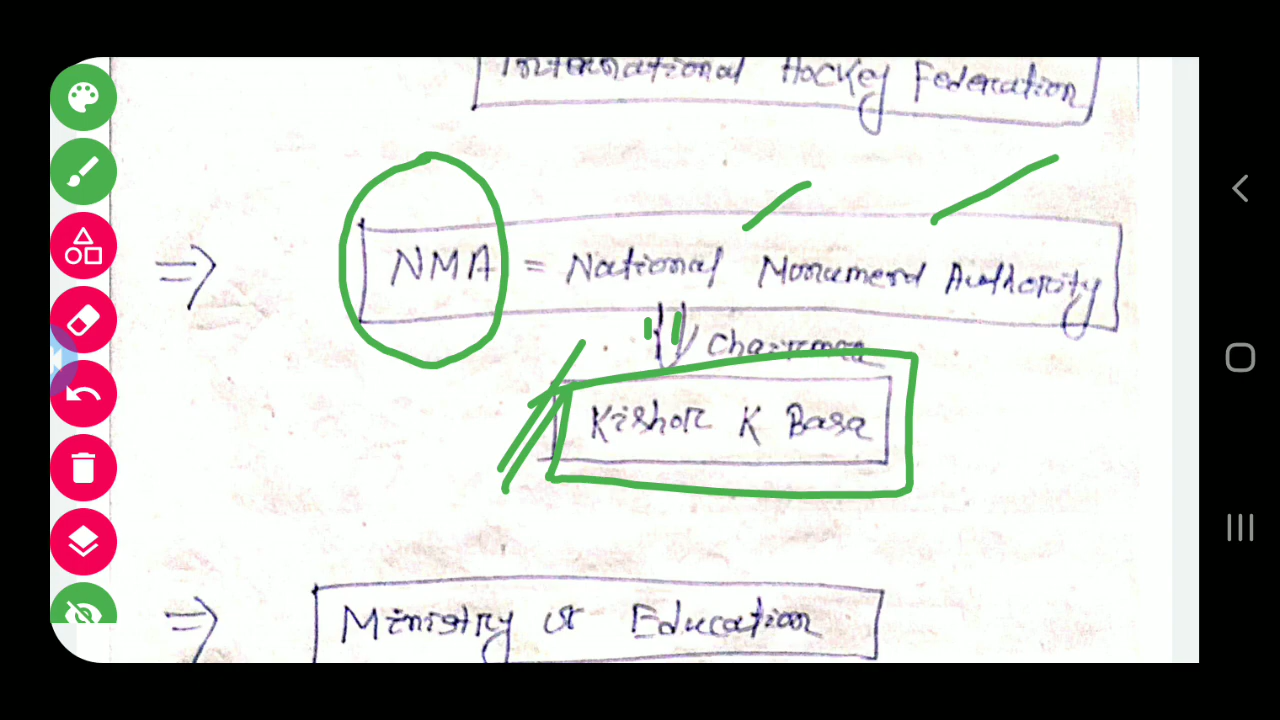 International Hockey Federation
⇒ NMA = National Monument Authority
Chairman
Kishor K Basa
⇒ Ministry of Education